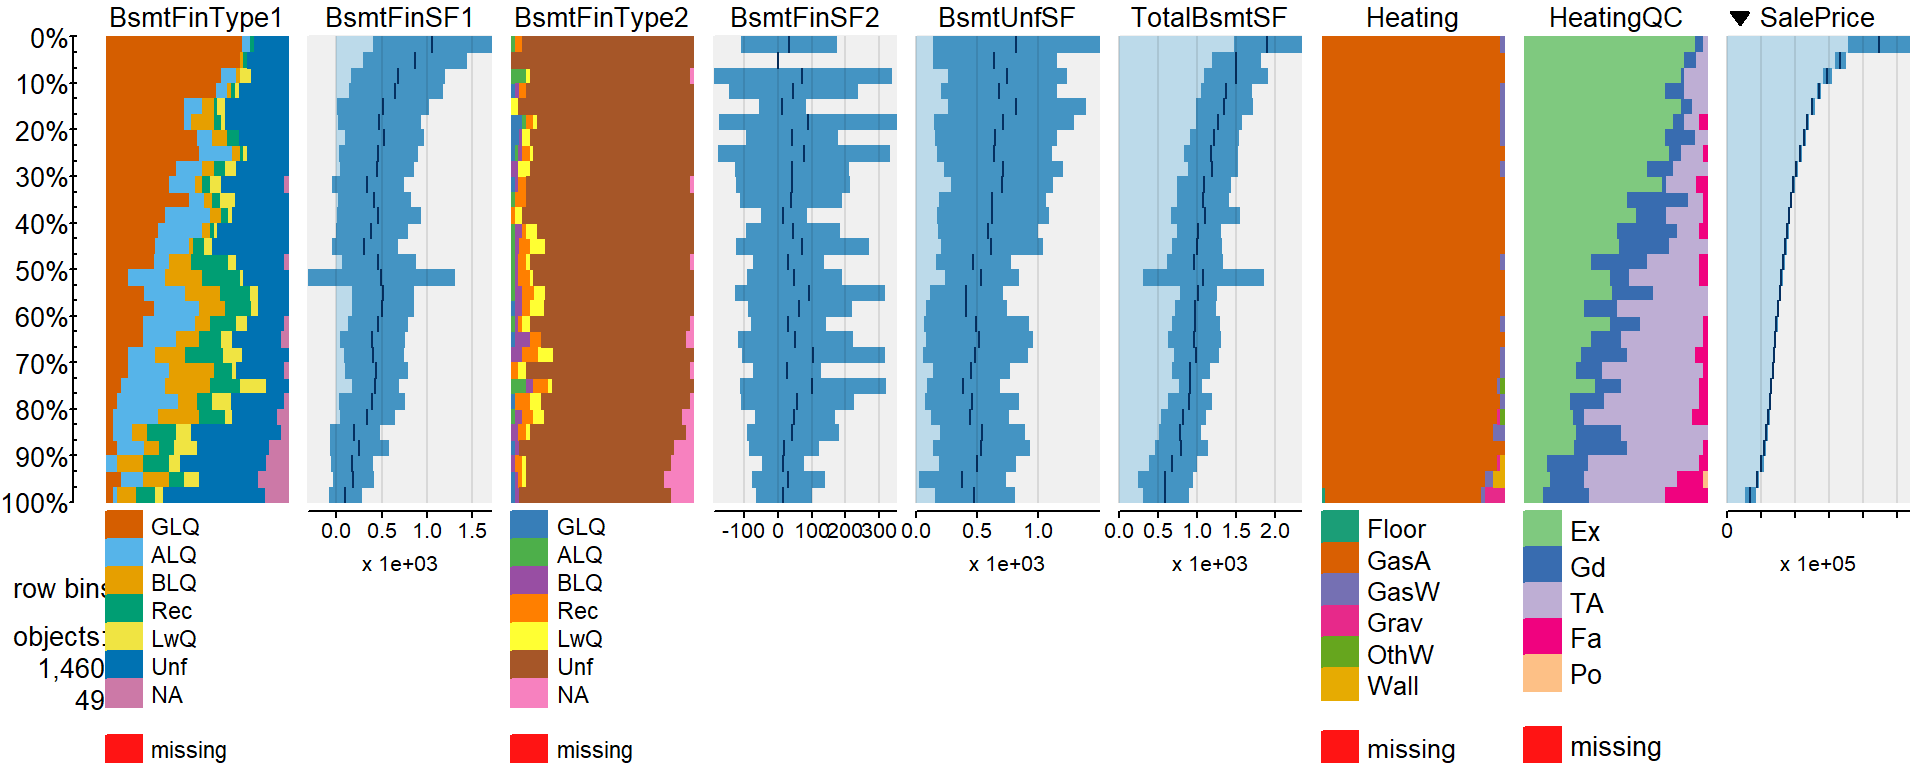 BsmtFinType1 BsmtFinSF1 BsmtFinType2 BsmtFinSF2 BsmtUnfSF TotalBsmtSF Heating HeatingQC SalePrice
0%
10%
20%
30%
40%
50%
60%
70%
80%
90%
100%
0.0 0.5 1.0 1.5
x 1e+03
-100 0 100 200 300
0.0 0.5 1.0
x 1e+03
0.0 0.5 1.0 1.5 2.0
x 1e+03
0
x 1e+05
row bins
objects:
1,460
49
GLQ
ALQ
BLQ
Rec
LwQ
Unf
NA
missing
GLQ
ALQ
BLQ
Rec
LwQ
Unf
NA
missing
Floor
GasA
GasW
Grav
OthW
Wall
missing
Ex
Gd
TA
Fa
Po
missing